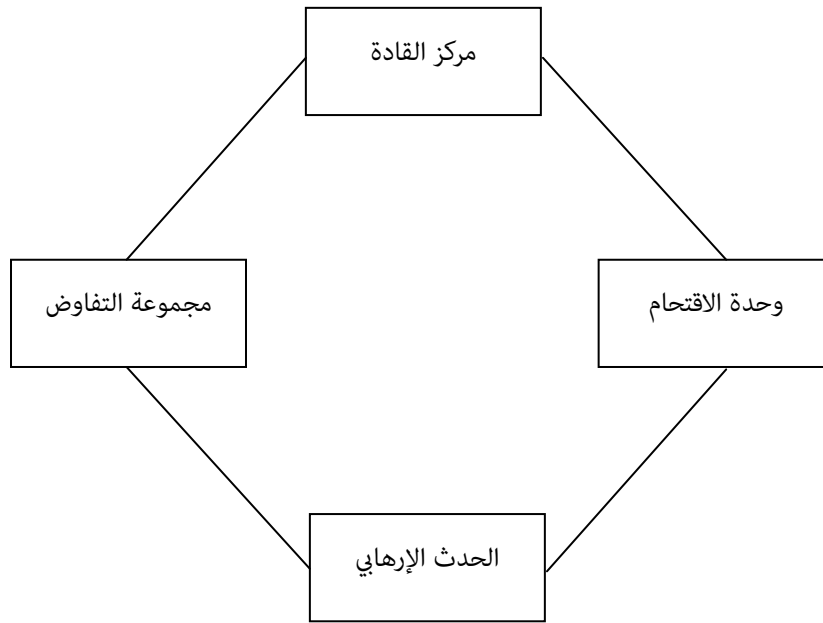 مركز القادة
مجموعة التفاوض
وحدة الاقتحام
الحدث الإرهابي